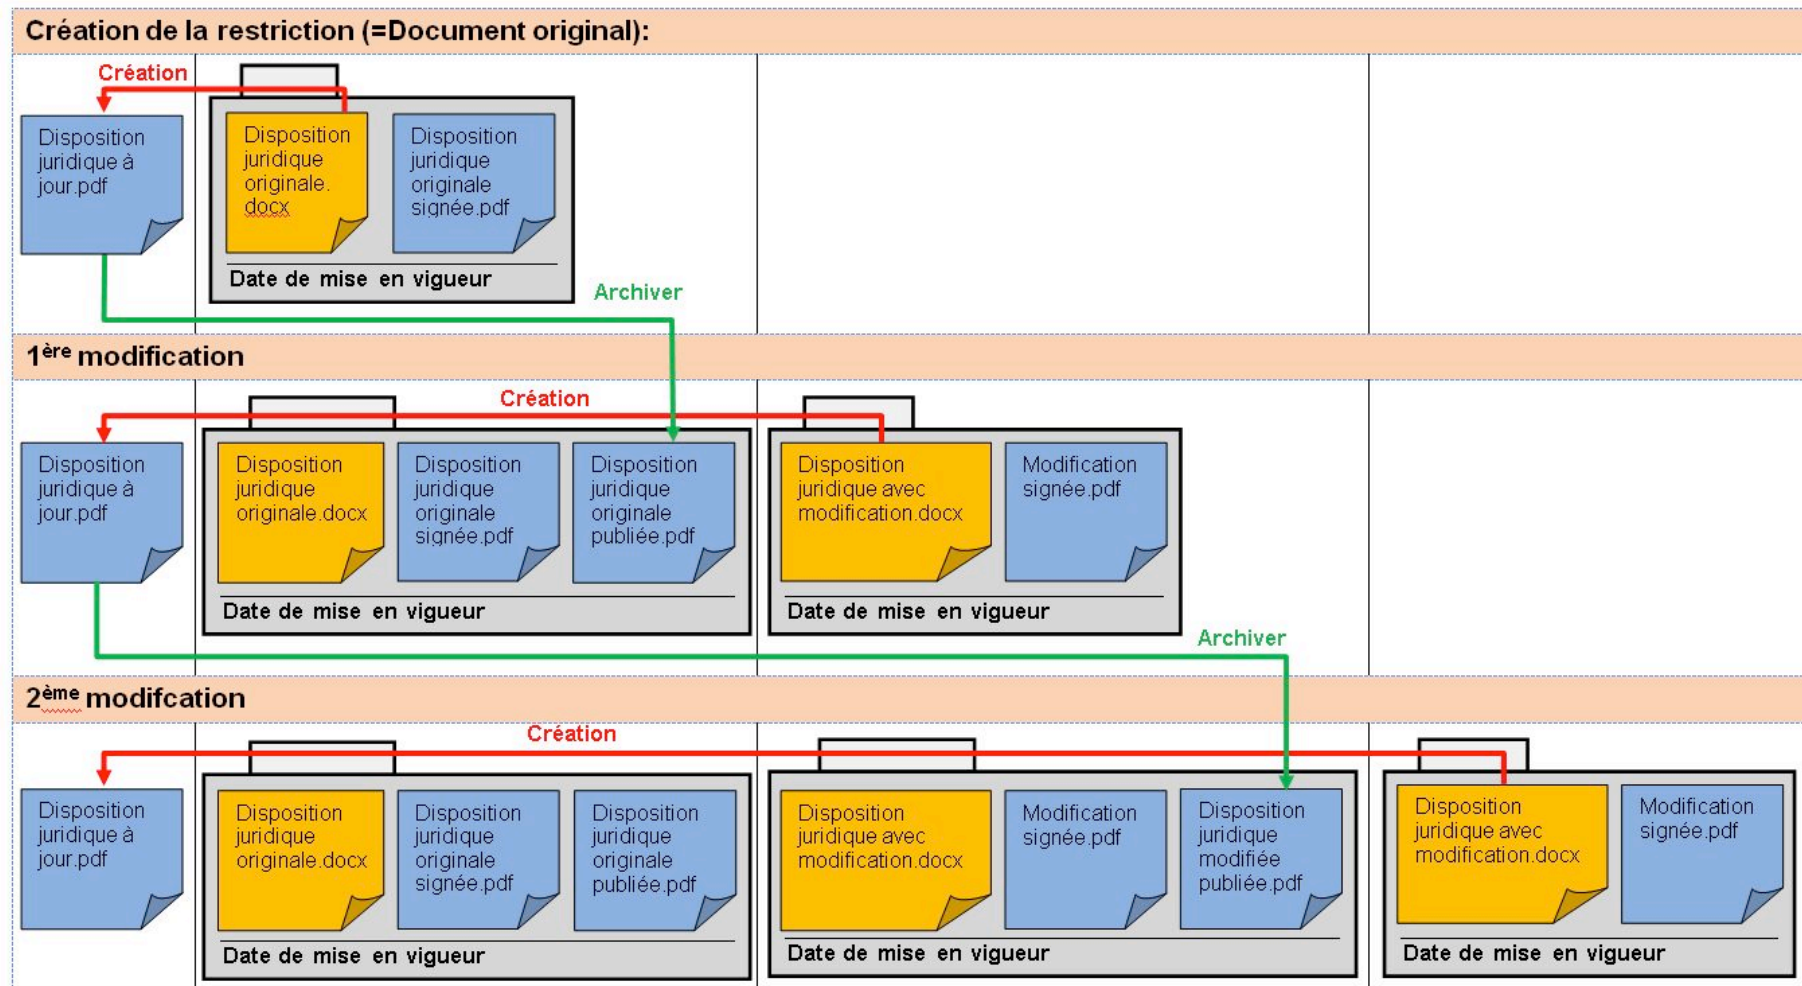 Création de la restriction (=Document original):
Création
Disposition
juridique à
jour.pdf
Disposition
juridique
originale.
docx
Disposition
juridique
originale
signée.pdf
Date de mise en vigueur
Archiver
1ère modification
Création
Disposition
juridique à
jour.pdf
Disposition
juridique
originale.docx
Disposition
juridique
originale
signée.pdf
Disposition
juridique
originale
publiée.pdf
Date de mise en vigueur
Disposition
juridique avec
modification.docx
Modification
signée.pdf
Date de mise en vigueur
Archiver
2ème modifcation
Création
Disposition
juridique à
jour.pdf
Disposition
juridique
originale.docx
Disposition
juridique
originale
signée.pdf
Disposition
juridique
originale
publiée.pdf
Date de mise en vigueur
Disposition
juridique avec
modification.docx
Modification
signée.pdf
Disposition
juridique
modifiée
publiée.pdf
Date de mise en vigueur
Disposition
juridique avec
modification.docx
Modification
signée.pdf
Date de mise en vigueur